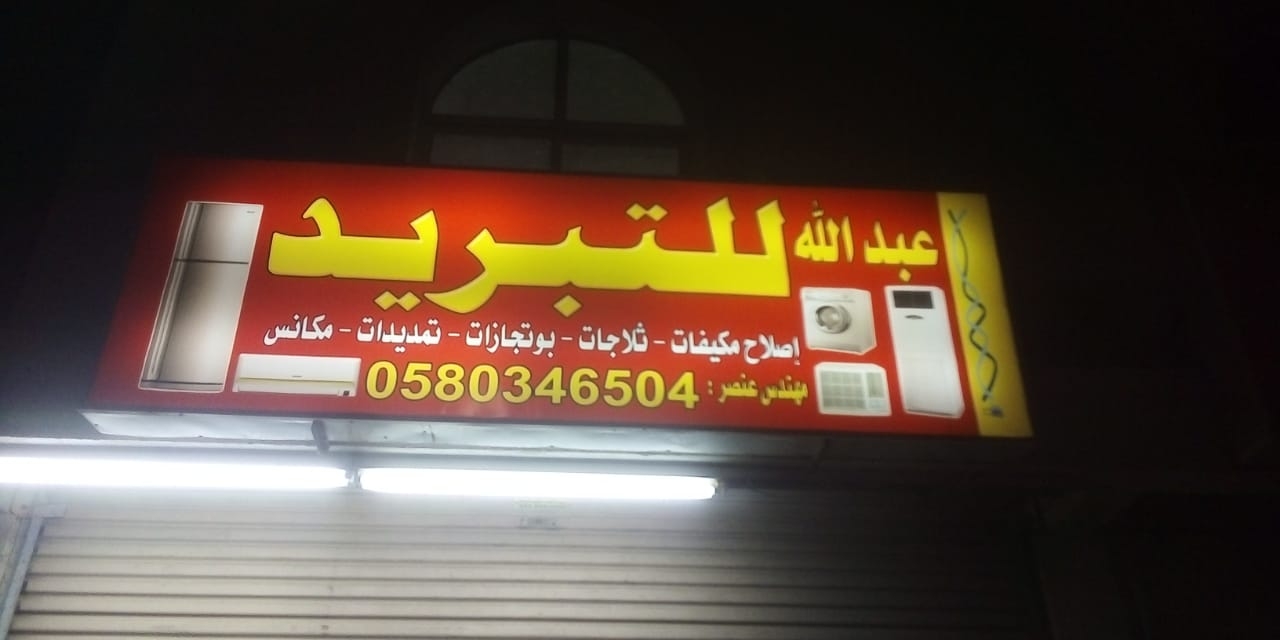 عبد الله للتبريد
إصلاح مكيفات - ثلاجات - بوتجازات - تمديدات - مكانس
مهندس عنصر : 0580346504